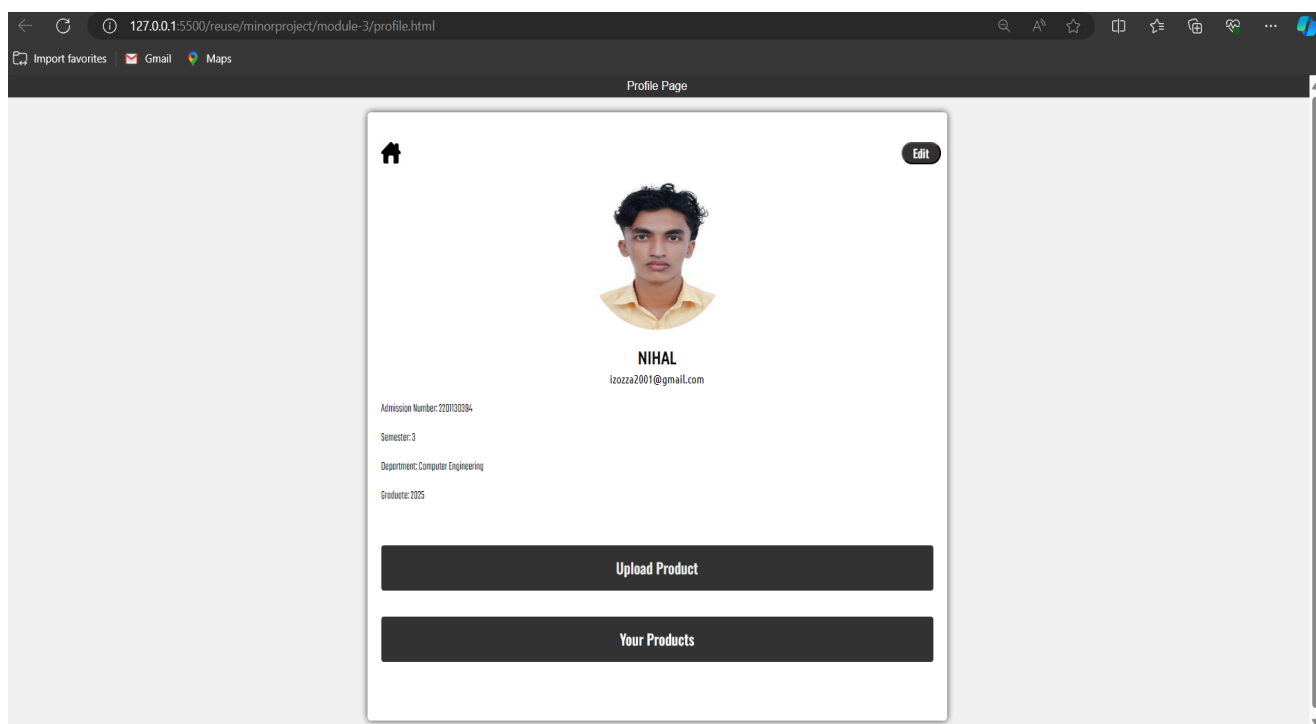 127.0.0.1:5500/reuse/minorproject/module-3/profile.html
Import favorites Gmail Maps
Profile Page
Edit
NIHAL
izozza2001@gmail.com
Admission Number: 2201130394
Semester: 3
Department: Computer Engineering
Graduate: 2025
Upload Product
Your Products